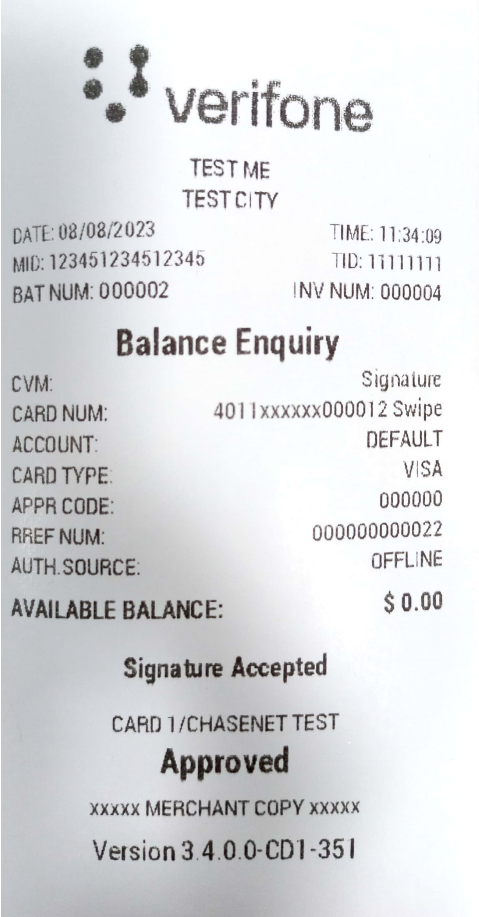 verifone
TEST ME
TEST CITY
DATE: 08/08/2023 TIME: 11:34:09
MID: 123451234512345 TID: 11111111
BAT NUM: 000002 INV NUM: 000004
Balance Enquiry
CVM: Signature
CARD NUM: 4011xxxxxx000012 Swipe
ACCOUNT: DEFAULT
CARD TYPE: VISA
APPR CODE: 000000
RREF NUM: 000000000022
AUTH.SOURCE: OFFLINE
AVAILABLE BALANCE: $ 0.00
Signature Accepted
CARD 1/CHASENET TEST
Approved
xxxxx MERCHANT COPY xxxxx
Version 3.4.0.0-CD1-351